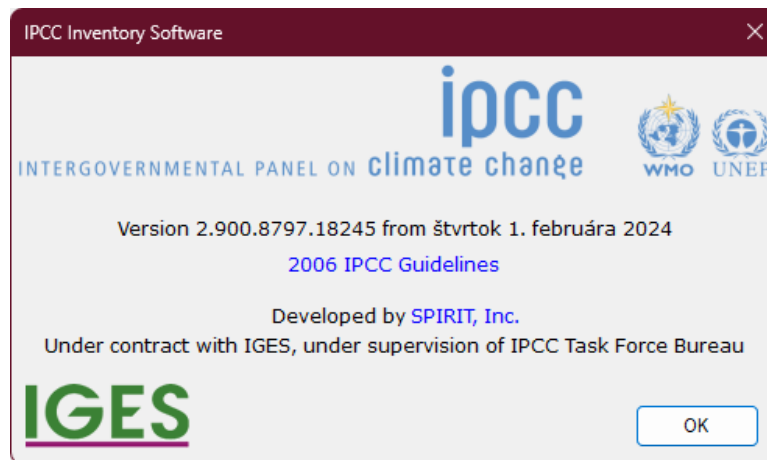 IPCC Inventory Software
ipcc
INTERGOVERNMENTAL PANEL ON climate change
WMO UNEP
Version 2.900.8797.18245 from štvrtok 1. februára 2024
2006 IPCC Guidelines
Developed by SPIRIT, Inc.
Under contract with IGES, under supervision of IPCC Task Force Bureau
IGES
OK